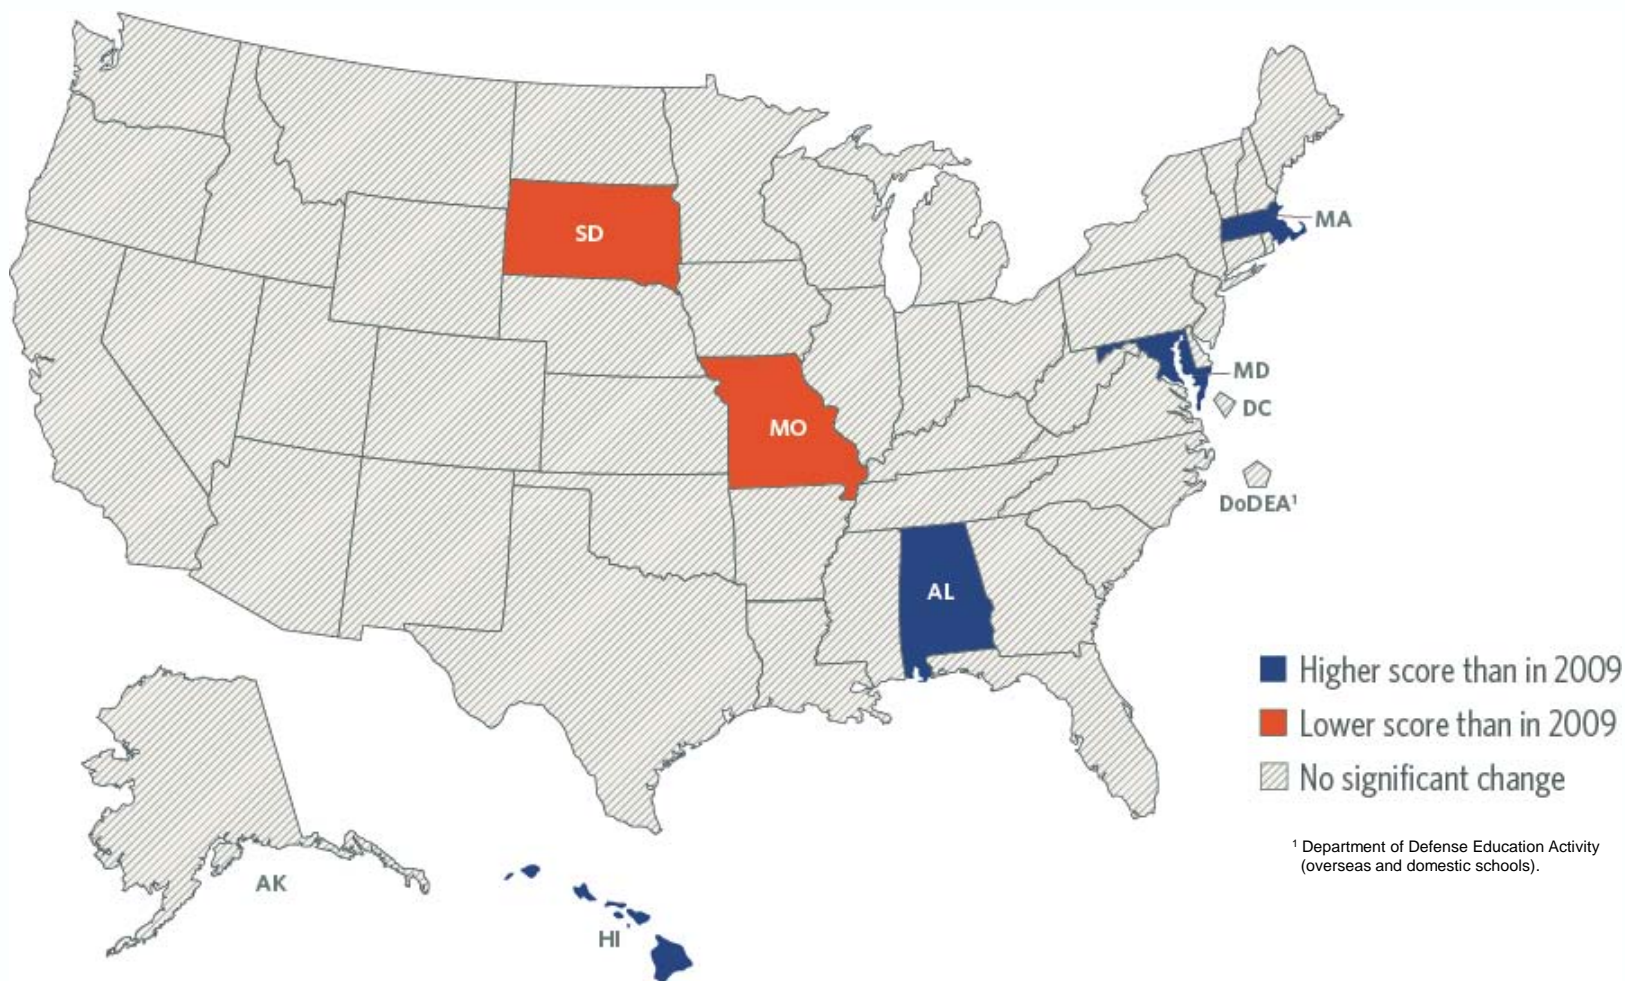 SD
MA
MD
DC
MO
DoDEA¹
AL
Higher score than in 2009
Lower score than in 2009
No significant change
¹ Department of Defense Education Activity
(overseas and domestic schools).
AK
HI